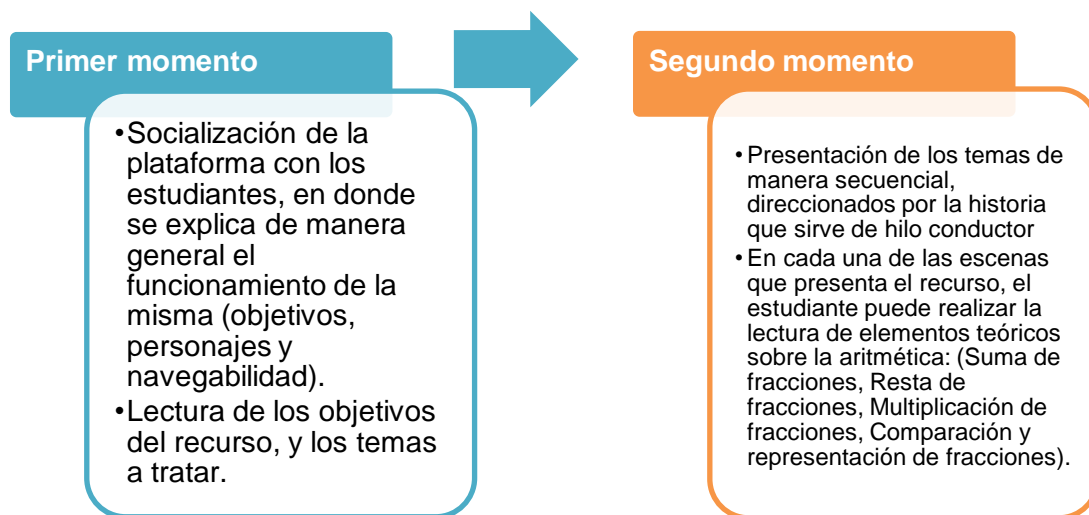 Primer momento
•Socialización de la
plataforma con los
estudiantes, en donde
se explica de manera
general el
funcionamiento de la
misma (objetivos,
personajes y
navegabilidad).
•Lectura de los objetivos
del recurso, y los temas
a tratar.
Segundo momento
•Presentación de los temas de
manera secuencial,
direccionados por la historia
que sirve de hilo conductor
•En cada una de las escenas
que presenta el recurso, el
estudiante puede realizar la
lectura de elementos teóricos
sobre la aritmética: (Suma de
fracciones, Resta de
fracciones, Multiplicación de
fracciones, Comparación y
representación de fracciones).